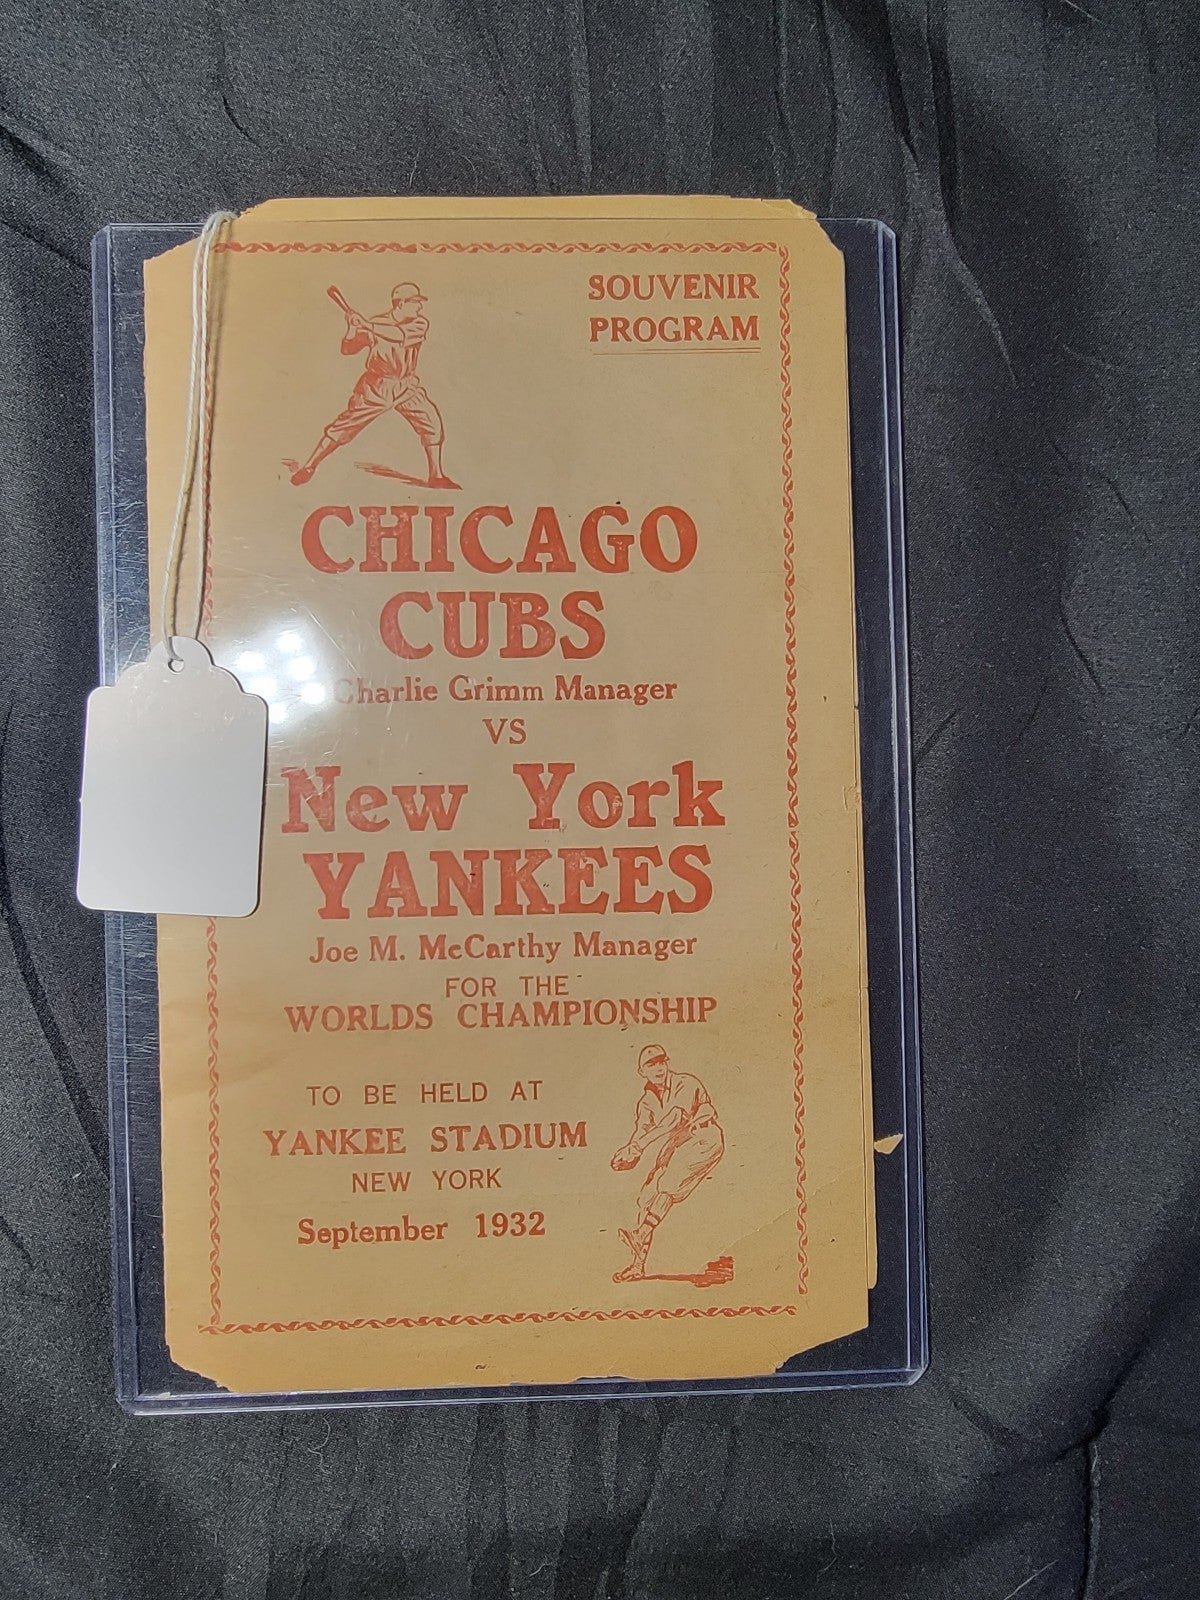 SOUVENIR
PROGRAM
CHICAGO
CUBS
Charlie Grimm Manager
VS
New York
YANKEES
Joe M. McCarthy Manager
FOR THE
WORLDS CHAMPIONSHIP
TO BE HELD AT
YANKEE STADIUM
NEW YORK
September 1932